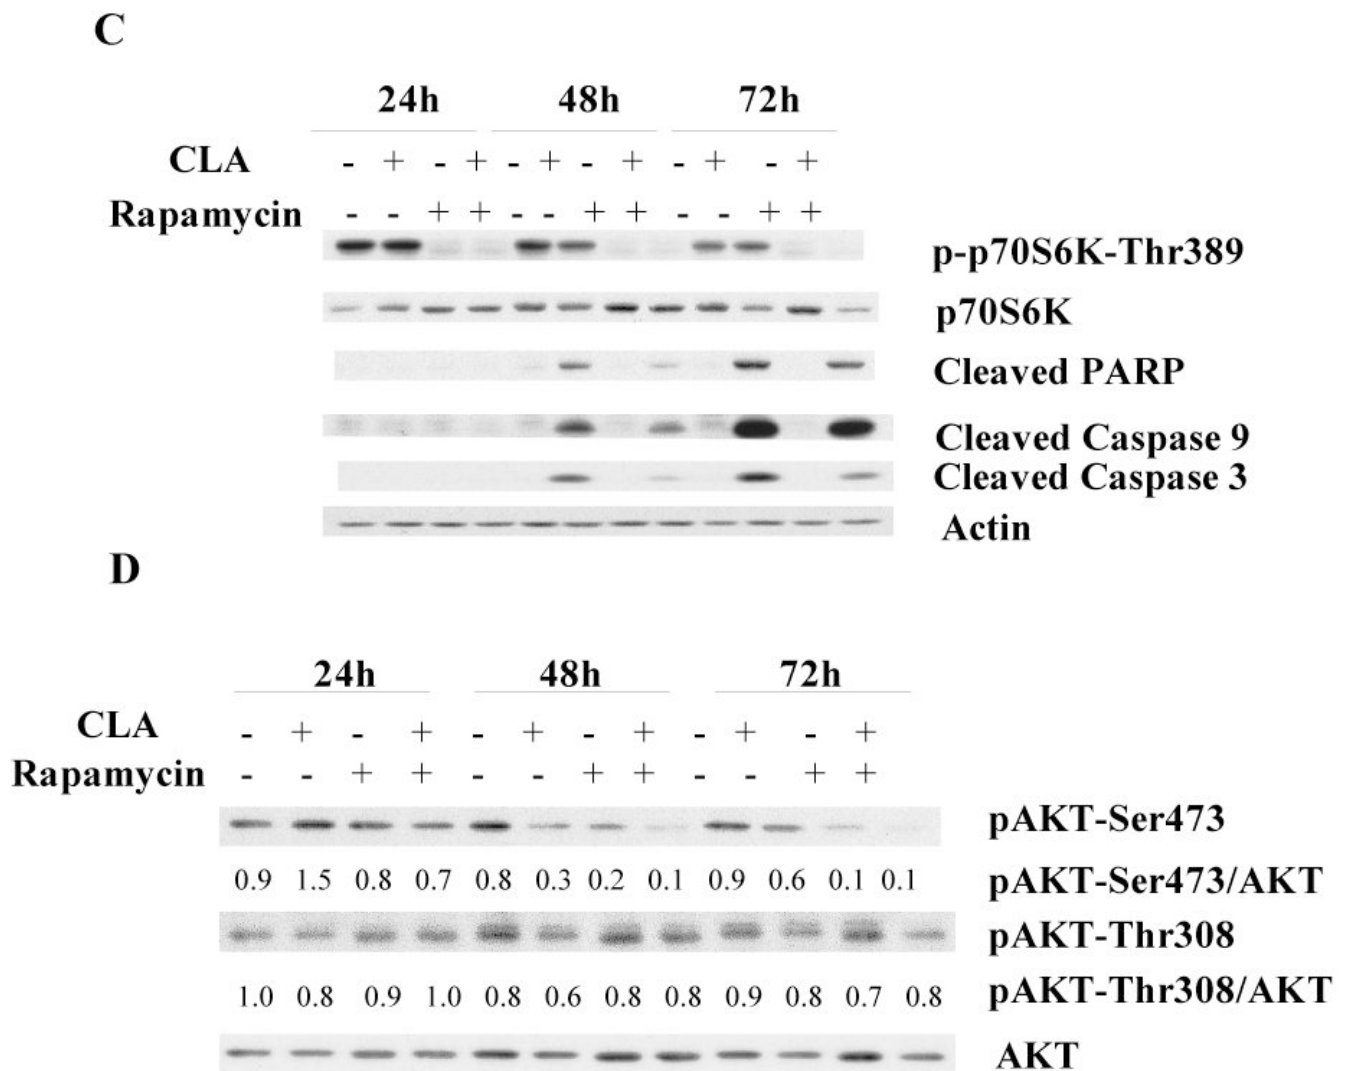 C
24h 48h 72h
CLA - + - + - + - + - + - +
Rapamycin - - + + - - + + - - + +
p-p70S6K-Thr389
p70S6K
Cleaved PARP
Cleaved Caspase 9
Cleaved Caspase 3
Actin
D
24h 48h 72h
CLA - + - + - + - + - + - +
Rapamycin - - + + - - + + - - + +
pAKT-Ser473
0.9 1.5 0.8 0.7 0.8 0.3 0.2 0.1 0.9 0.6 0.1 0.1 pAKT-Ser473/AKT
pAKT-Thr308
1.0 0.8 0.9 1.0 0.8 0.6 0.8 0.8 0.9 0.8 0.7 0.8 pAKT-Thr308/AKT
AKT